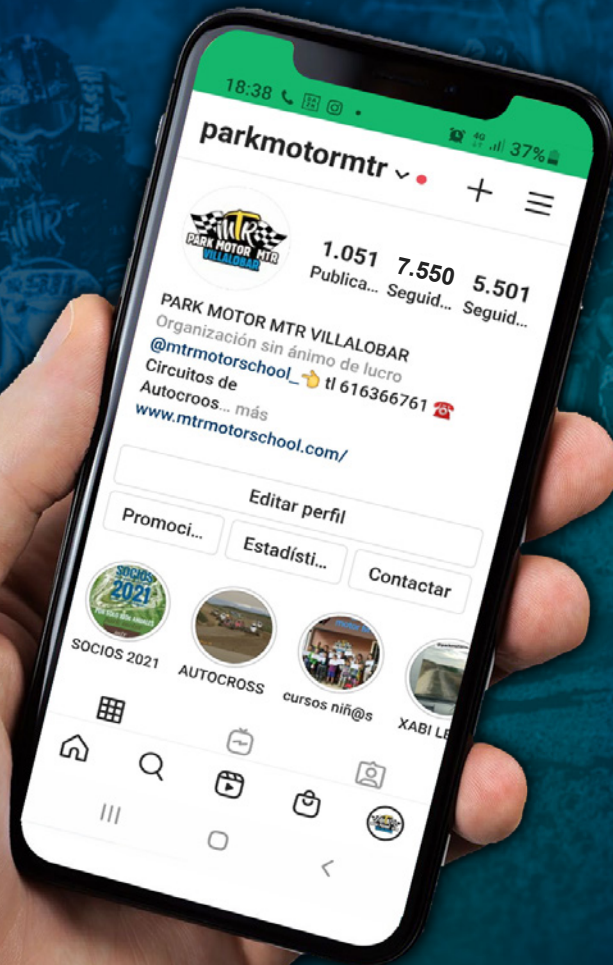 18:38
4G
37%
parkmotormtr
MTR
PARK MOTOR MTR
VILLALOBAR
1.051 7.550 5.501
Publica... Seguid... Seguid...
PARK MOTOR MTR VILLALOBAR
Organización sin ánimo de lucro
@mtrmotorschool_👈 tl 616366761 ☎️
Circuitos de
Autocroos... más
www.mtrmotorschool.com/
Editar perfil
Promoci... Estadísti... Contactar
SOCIOS
2021
SOCIOS 2021 AUTOCROSS cursos niñ@s XABI LE